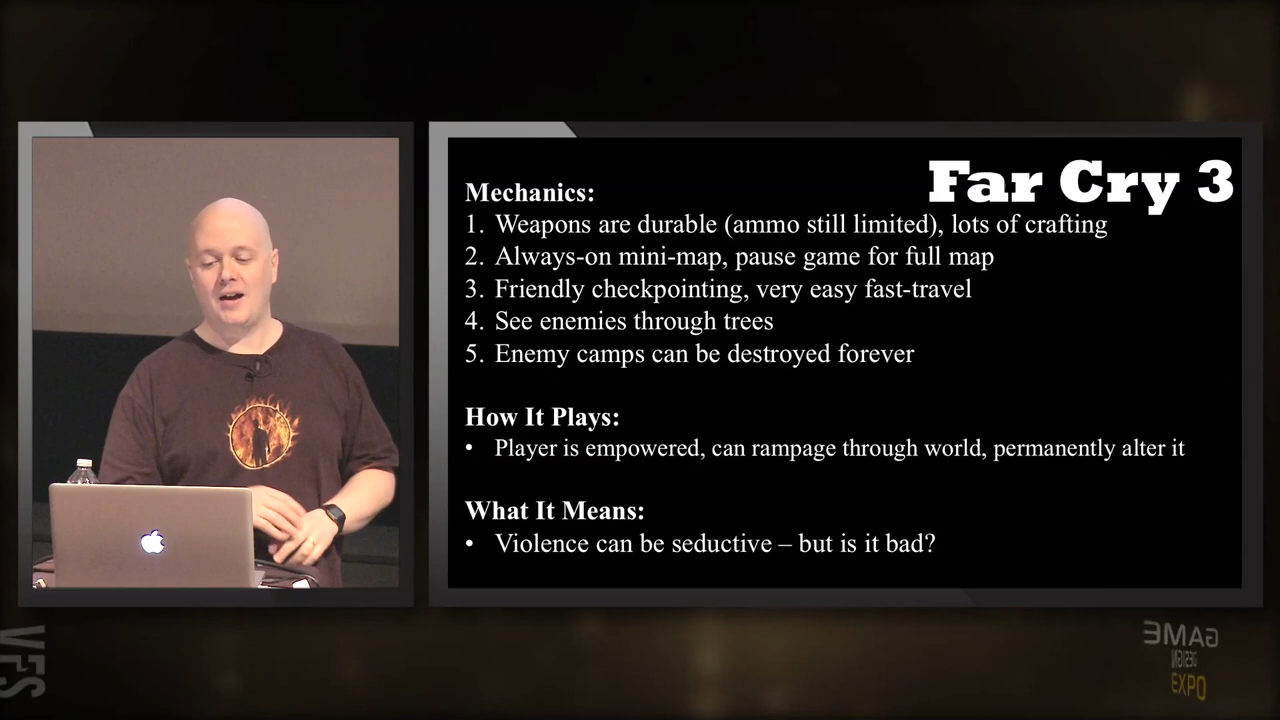 Far Cry 3
Mechanics:
1. Weapons are durable (ammo still limited), lots of crafting
2. Always-on mini-map, pause game for full map
3. Friendly checkpointing, very easy fast-travel
4. See enemies through trees
5. Enemy camps can be destroyed forever
How It Plays:
• Player is empowered, can rampage through world, permanently alter it
What It Means:
• Violence can be seductive – but is it bad?
VFS
GAME
DESIGN
EXPO